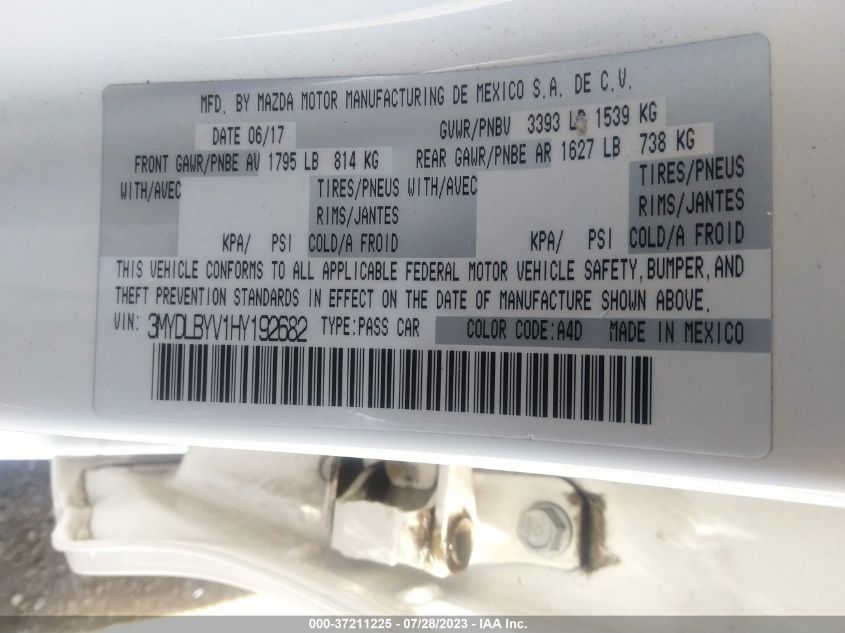 MFD. BY MAZDA MOTOR MANUFACTURING DE MEXICO S.A. DE C.V.
DATE 06/17 GVWR/PNBV 3393 LB 1539 KG
FRONT GAWR/PNBE AV 1795 LB 814 KG REAR GAWR/PNBE AR 1627 LB 738 KG
WITH/AVEC TIRES/PNEUS WITH/AVEC TIRES/PNEUS
RIMS/JANTES RIMS/JANTES
KPA/ PSI COLD/A FROID KPA/ PSI COLD/A FROID
THIS VEHICLE CONFORMS TO ALL APPLICABLE FEDERAL MOTOR VEHICLE SAFETY, BUMPER, AND
THEFT PREVENTION STANDARDS IN EFFECT ON THE DATE OF MANUFACTURE SHOWN ABOVE.
VIN: 3MYDLBYV1HY192682 TYPE:PASS CAR COLOR CODE:A4D MADE IN MEXICO
000-37211225 - 07/28/2023 - IAA Inc.